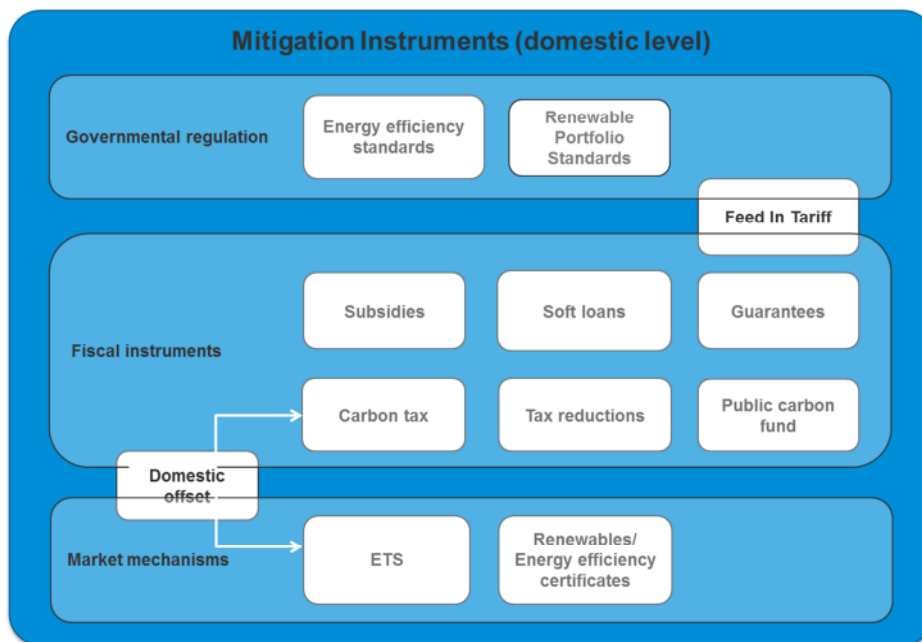 Mitigation Instruments (domestic level)
Governmental regulation
Energy efficiency
standards
Renewable
Portfolio
Standards
Feed In Tariff
Fiscal instruments
Subsidies
Soft loans
Guarantees
Carbon tax
Tax reductions
Public carbon
fund
Domestic
offset
Market mechanisms
ETS
Renewables/
Energy efficiency
certificates